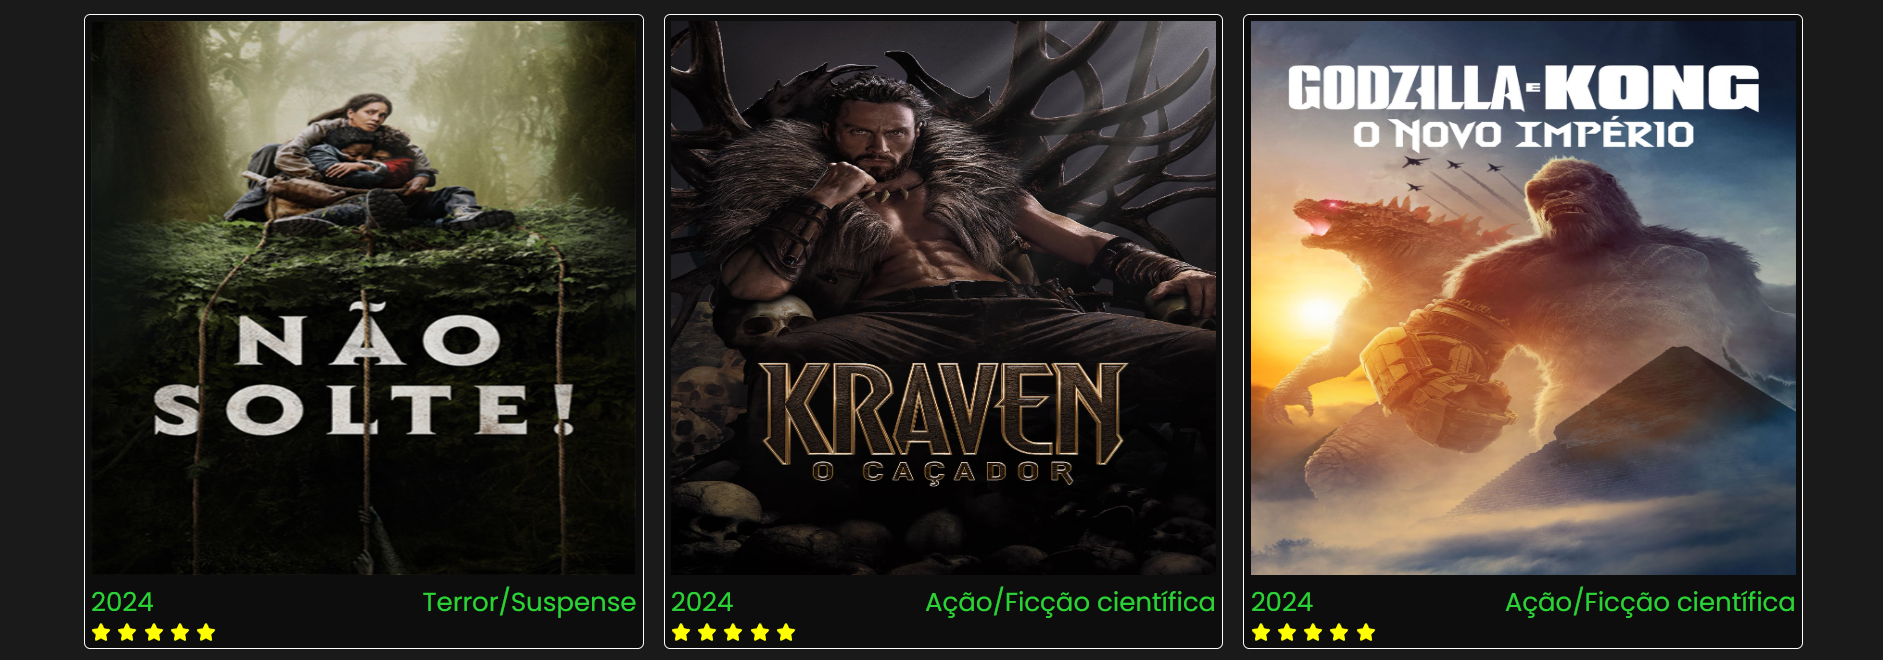 NÃO
SOLTE!
2024
Terror/Suspense
KRAVEN
O CAÇADOR
2024
Ação/Ficção científica
GODZILLA E KONG
O NOVO IMPÉRIO
2024
Ação/Ficção científica